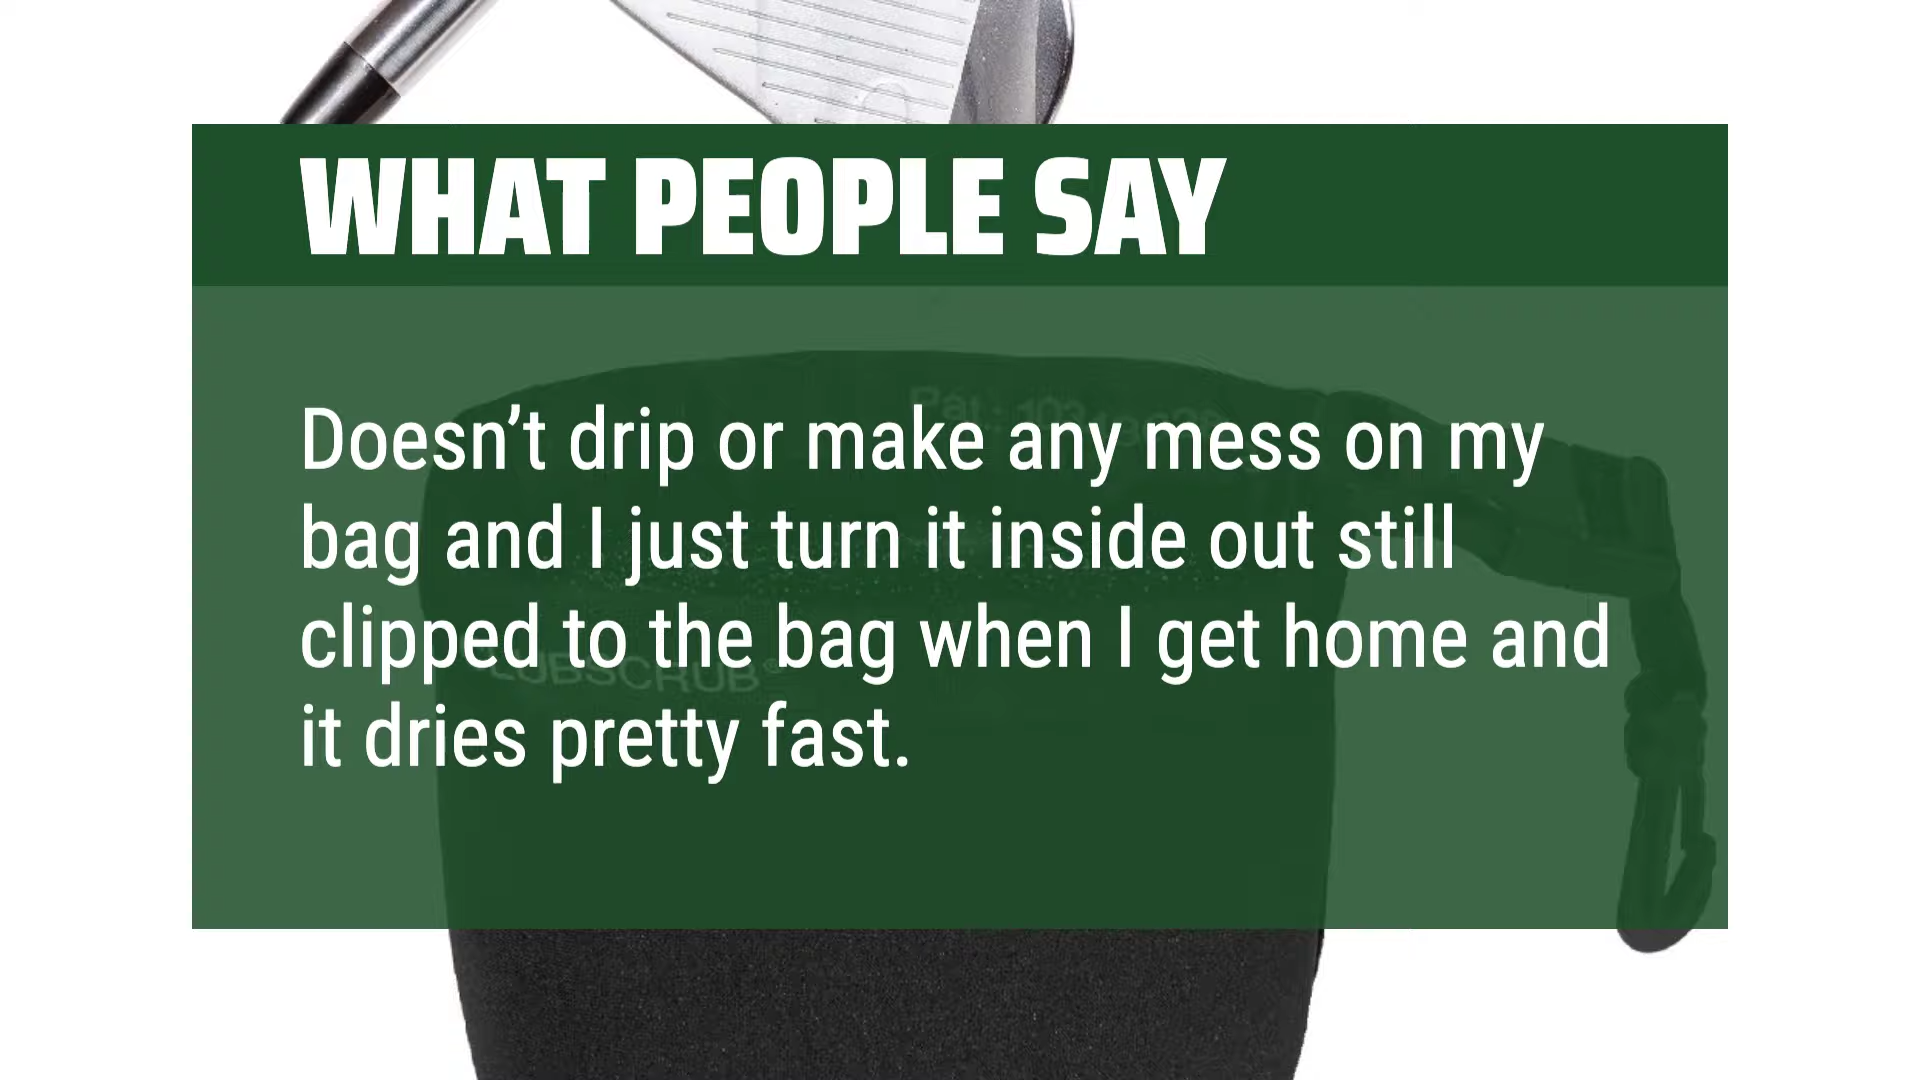 WHAT PEOPLE SAY
Doesn’t drip or make any mess on my
bag and I just turn it inside out still
clipped to the bag when I get home and
it dries pretty fast.